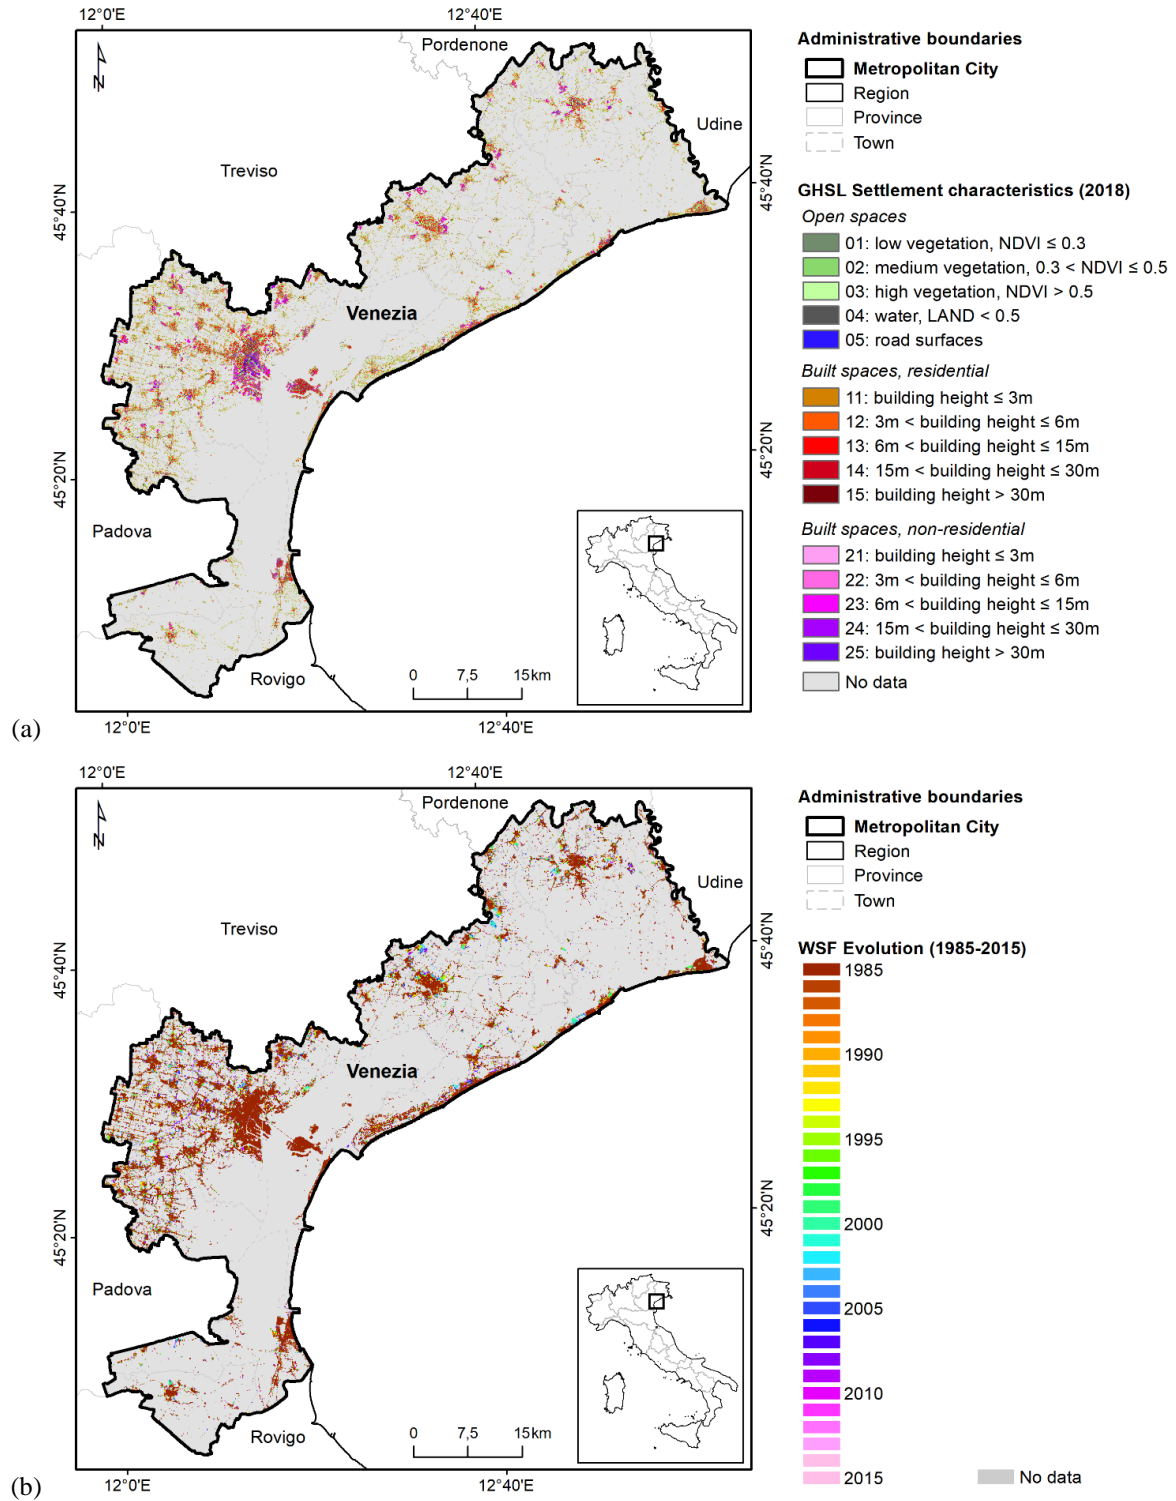 12°0'E
12°40'E
Pordenone
N
Udine
Treviso
45°40'N
45°40'N
Venezia
45°20'N
45°20'N
Padova
Rovigo
0 7,5 15km
12°0'E
12°40'E
(a)
Administrative boundaries
Metropolitan City
Region
Province
Town
GHSL Settlement characteristics (2018)
Open spaces
01: low vegetation, NDVI ≤ 0.3
02: medium vegetation, 0.3 < NDVI ≤ 0.5
03: high vegetation, NDVI > 0.5
04: water, LAND < 0.5
05: road surfaces
Built spaces, residential
11: building height ≤ 3m
12: 3m < building height ≤ 6m
13: 6m < building height ≤ 15m
14: 15m < building height ≤ 30m
15: building height > 30m
Built spaces, non-residential
21: building height ≤ 3m
22: 3m < building height ≤ 6m
23: 6m < building height ≤ 15m
24: 15m < building height ≤ 30m
25: building height > 30m
No data
12°0'E
12°40'E
Pordenone
N
Udine
Treviso
45°40'N
45°40'N
Venezia
45°20'N
45°20'N
Padova
Rovigo
0 7,5 15km
12°0'E
12°40'E
(b)
Administrative boundaries
Metropolitan City
Region
Province
Town
WSF Evolution (1985-2015)
1985
1990
1995
2000
2005
2010
2015
No data